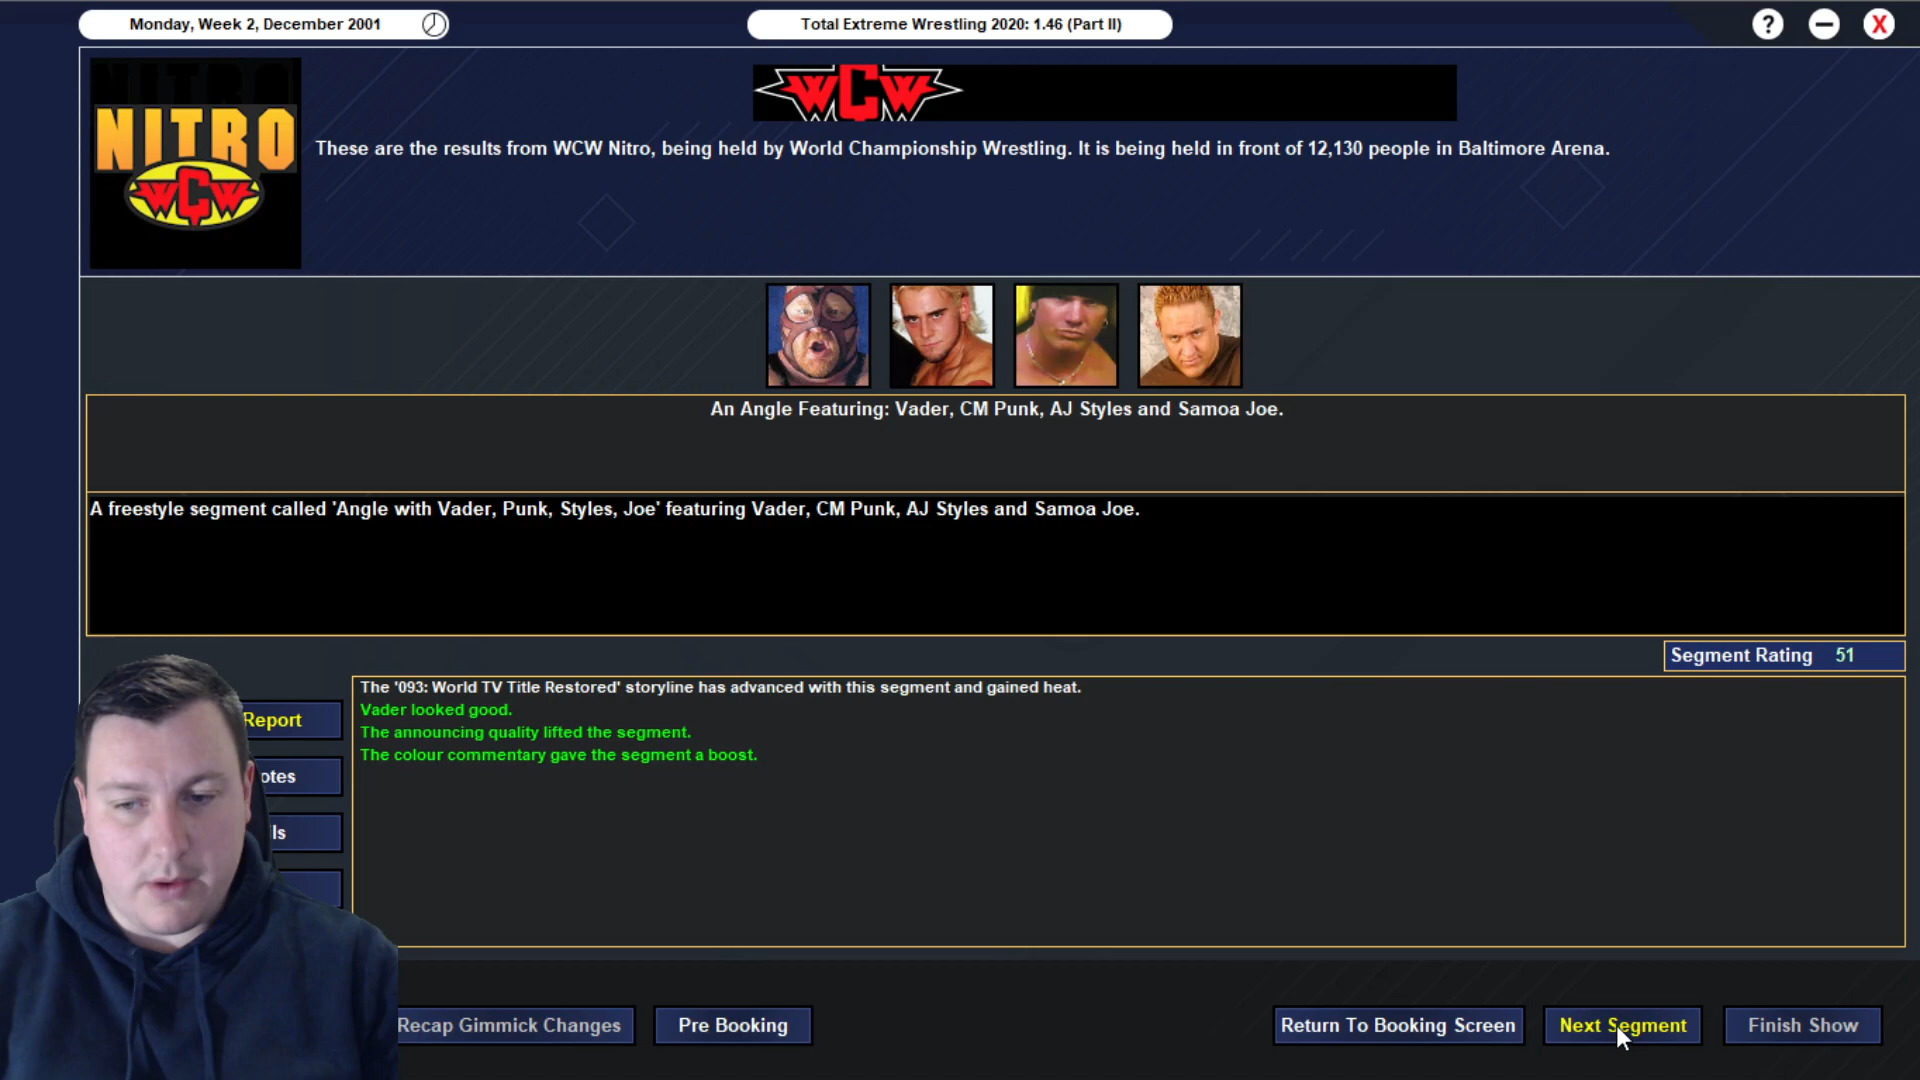 Monday, Week 2, December 2001
Total Extreme Wrestling 2020: 1.46 (Part II)
?
X
NITRO
NITRO
WCW
WCW
These are the results from WCW Nitro, being held by World Championship Wrestling. It is being held in front of 12,130 people in Baltimore Arena.
An Angle Featuring: Vader, CM Punk, AJ Styles and Samoa Joe.
A freestyle segment called 'Angle with Vader, Punk, Styles, Joe' featuring Vader, CM Punk, AJ Styles and Samoa Joe.
Segment Rating 51
The '093: World TV Title Restored' storyline has advanced with this segment and gained heat.
Vader looked good.
The announcing quality lifted the segment.
The colour commentary gave the segment a boost.
Report
otes
ls
Recap Gimmick Changes
Pre Booking
Return To Booking Screen
Next Segment
Finish Show